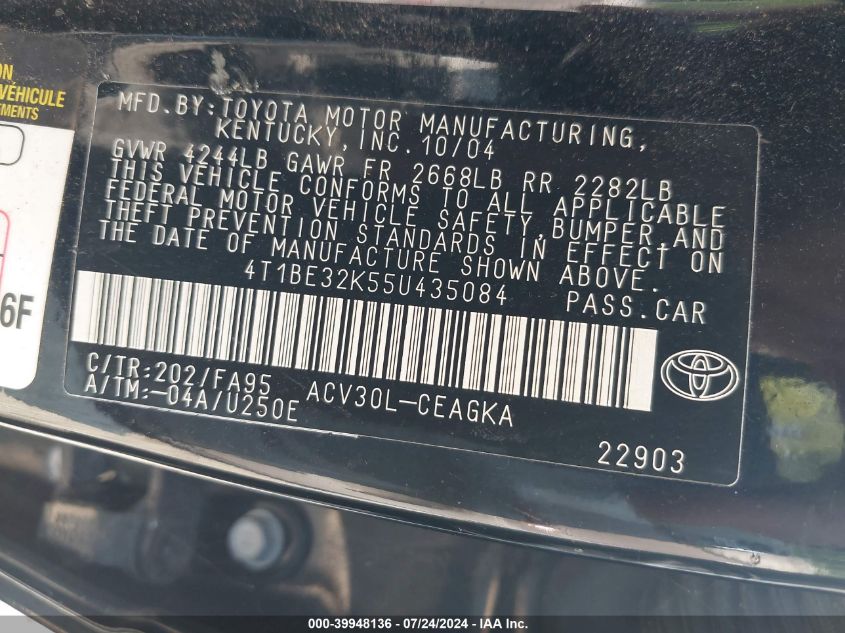 ON
VÉHICULE
EMENTS
6F
MFD.BY:TOYOTA MOTOR MANUFACTURING,
KENTUCKY, INC. 10/04
GVWR 4244LB GAWR FR 2668LB RR 2282LB
THIS VEHICLE CONFORMS TO ALL APPLICABLE
FEDERAL MOTOR VEHICLE SAFETY,BUMPER,AND
THEFT PREVENTION STANDARDS IN EFFECT ON
THE DATE OF MANUFACTURE SHOWN ABOVE.
4T1BE32K55U435084 PASS.CAR
C/TR:202/FA95 ACV30L-CEAGKA
A/TM:-04A/U250E
22903
000-39948136 - 07/24/2024 - IAA Inc.